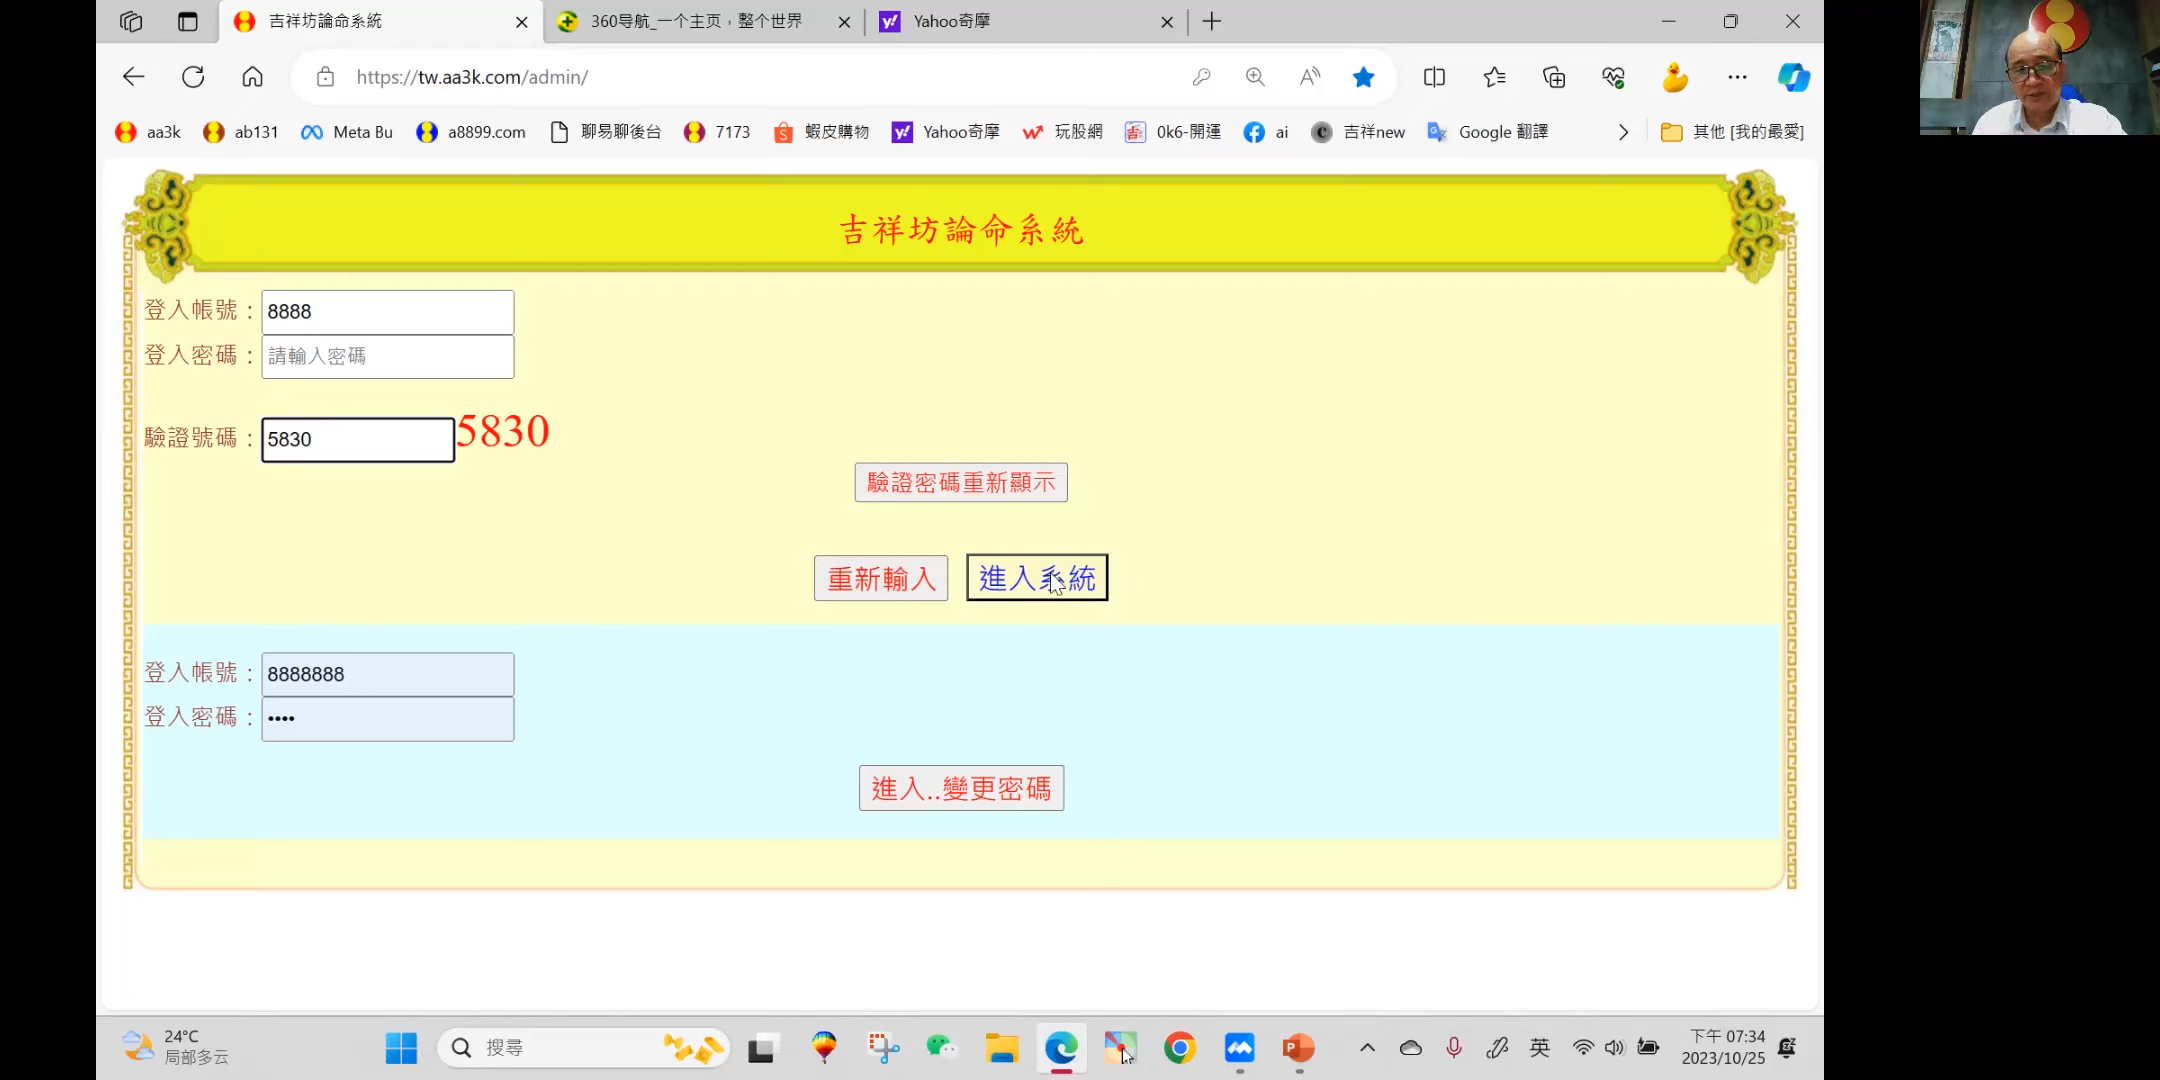 吉祥坊論命系統
360导航_一个主页，整个世界
Yahoo奇摩
https://tw.aa3k.com/admin/
aa3k
ab131
Meta Bu
a8899.com
聊易聊後台
7173
蝦皮購物
Yahoo奇摩
玩股網
0k6-開運
ai
吉祥new
Google 翻譯
其他 [我的最愛]
吉祥坊論命系統
登入帳號：8888
登入密碼：請輸入密碼
驗證號碼：5830 5830
驗證密碼重新顯示
重新輸入 進入系統
登入帳號：8888888
登入密碼：••••
進入..變更密碼
24°C
局部多云
搜尋
英
下午 07:34
2023/10/25